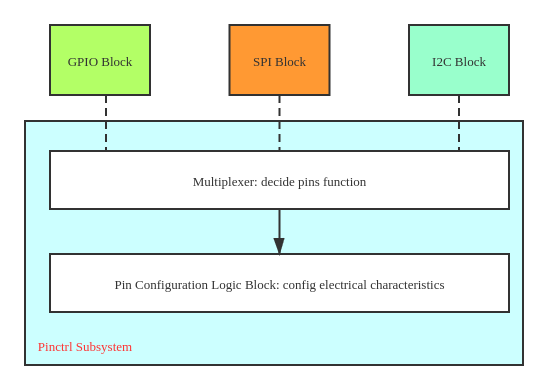 GPIO Block
SPI Block
I2C Block
Multiplexer: decide pins function
Pin Configuration Logic Block: config electrical characteristics
Pinctrl Subsystem